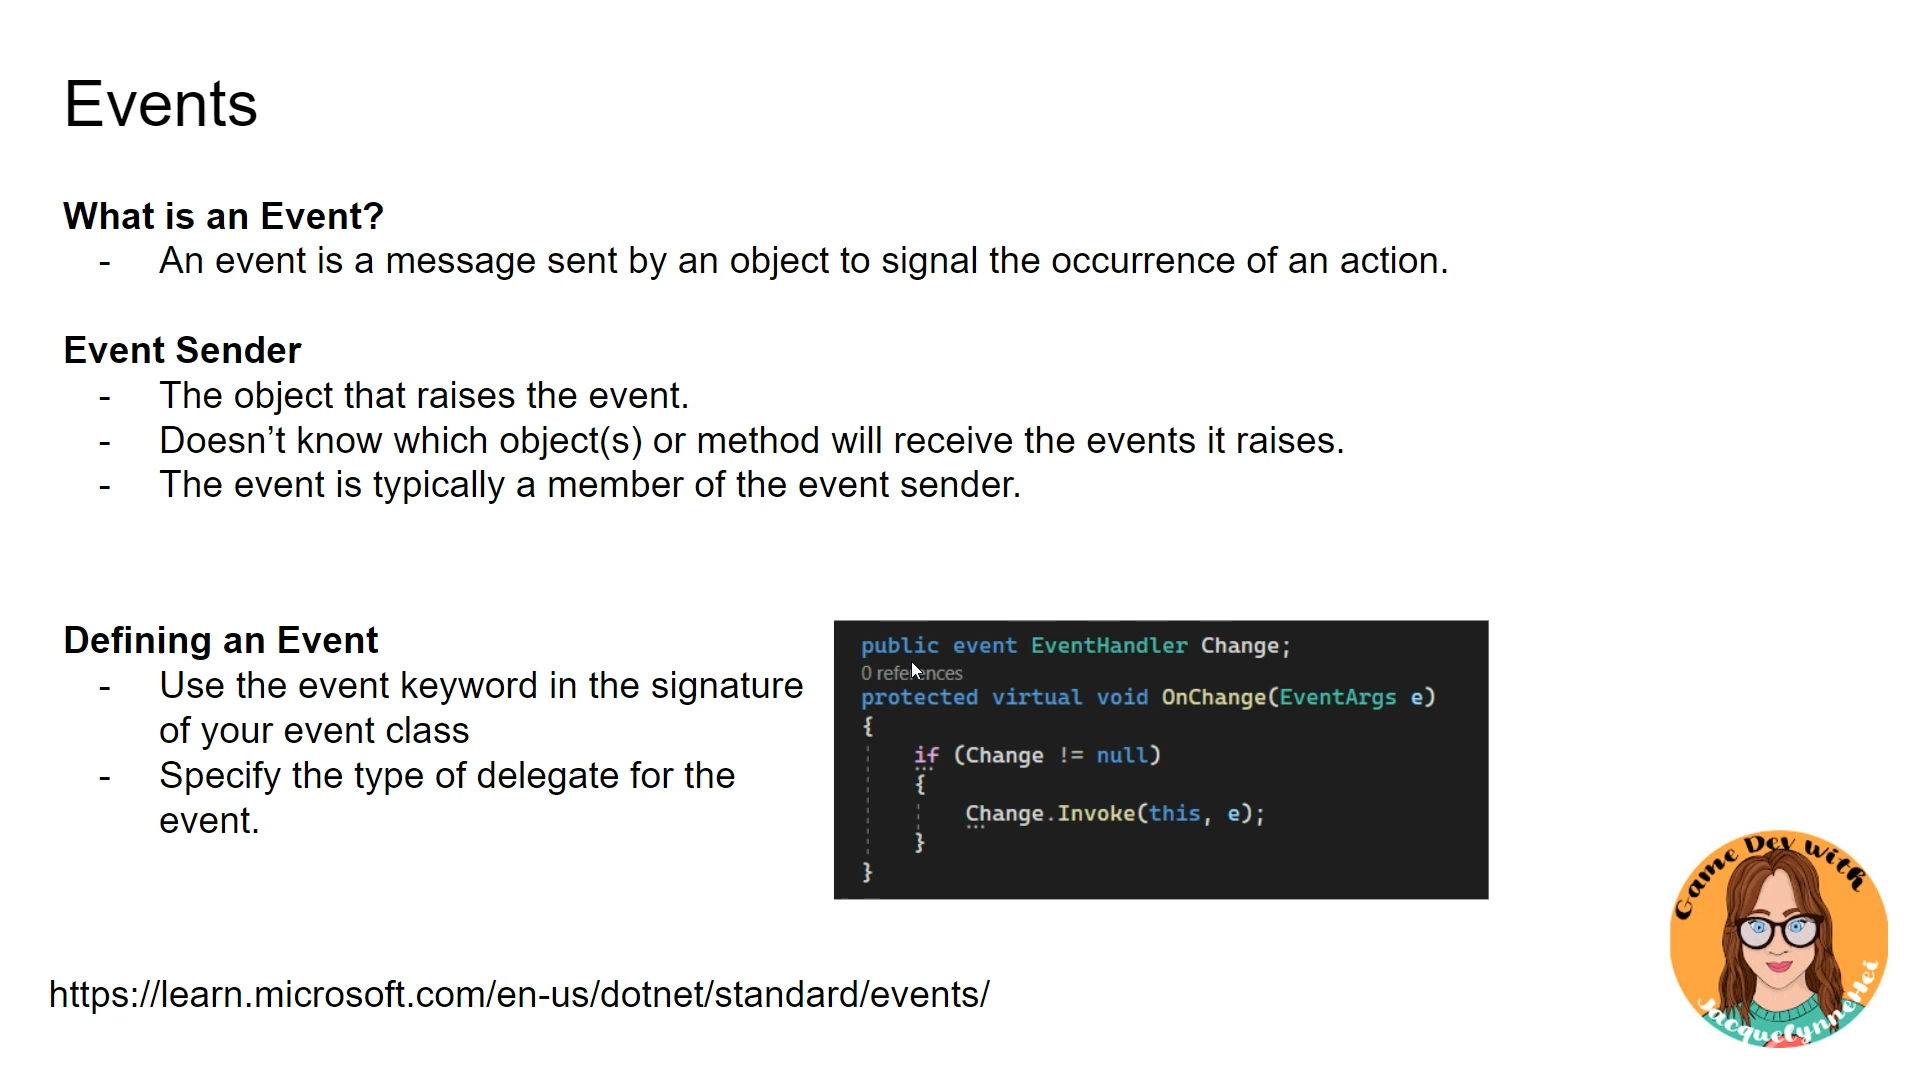 Events
What is an Event?
- An event is a message sent by an object to signal the occurrence of an action.
Event Sender
- The object that raises the event.
- Doesn’t know which object(s) or method will receive the events it raises.
- The event is typically a member of the event sender.
Defining an Event
- Use the event keyword in the signature
of your event class
- Specify the type of delegate for the
event.
public event EventHandler Change;
0 references
protected virtual void OnChange(EventArgs e)
{
if (Change != null)
{
Change.Invoke(this, e);
}
}
https://learn.microsoft.com/en-us/dotnet/standard/events/
Game Dev with
JacquelynneHei